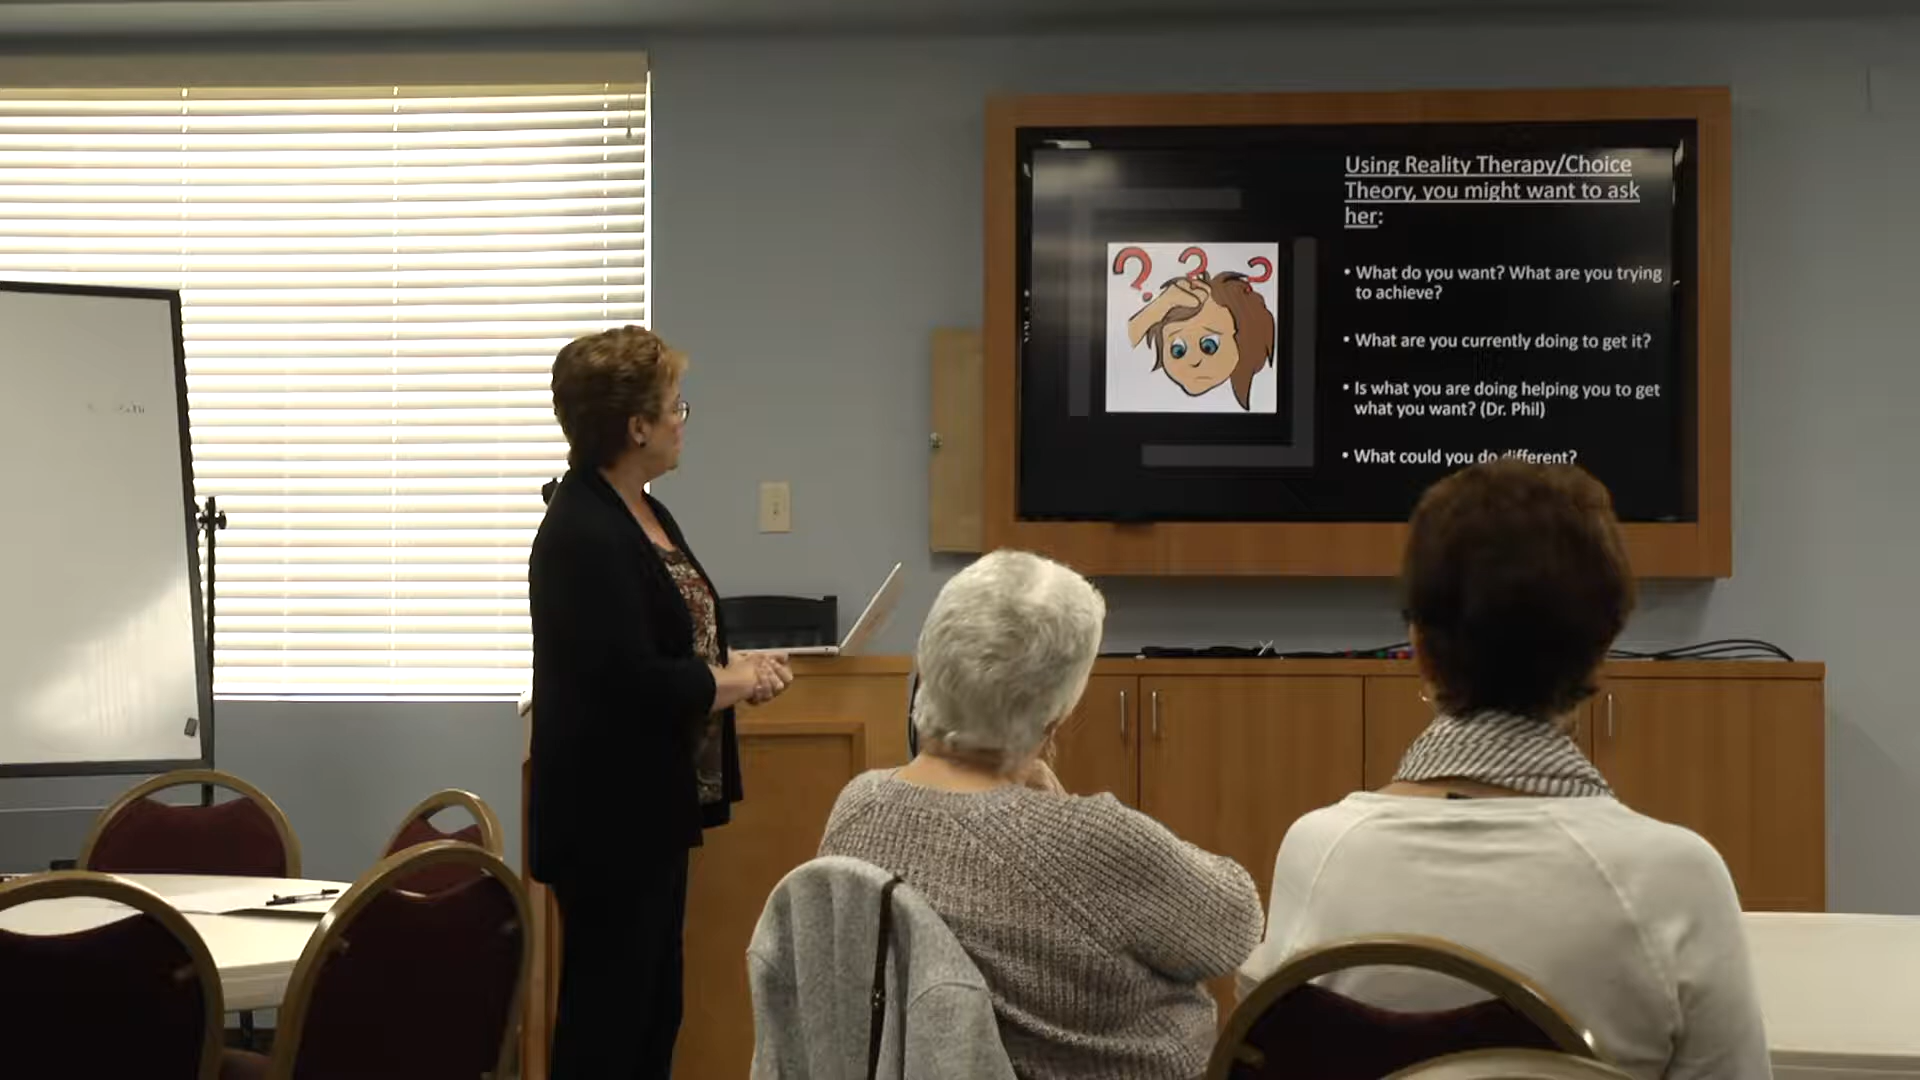 Using Reality Therapy/Choice
Theory, you might want to ask
her:
• What do you want? What are you trying
to achieve?
• What are you currently doing to get it?
• Is what you are doing helping you to get
what you want? (Dr. Phil)
• What could you do different?